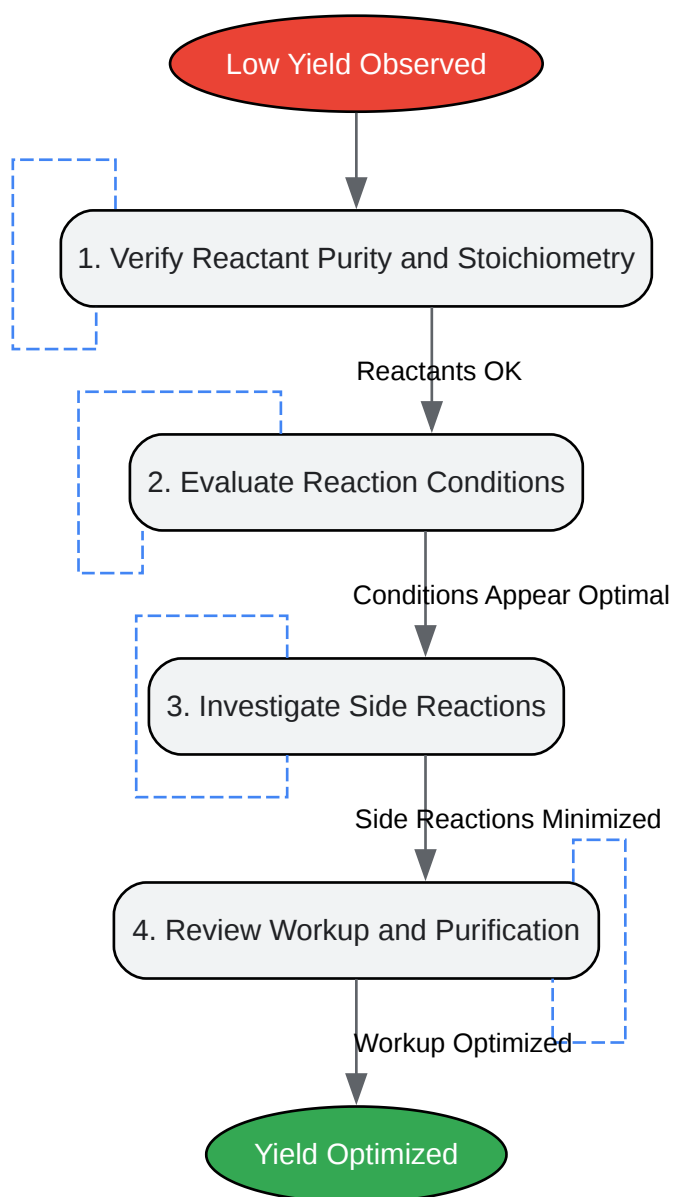 Low Yield Observed
1. Verify Reactant Purity and Stoichiometry
Reactants OK
2. Evaluate Reaction Conditions
Conditions Appear Optimal
3. Investigate Side Reactions
Side Reactions Minimized
4. Review Workup and Purification
Workup Optimized
Yield Optimized